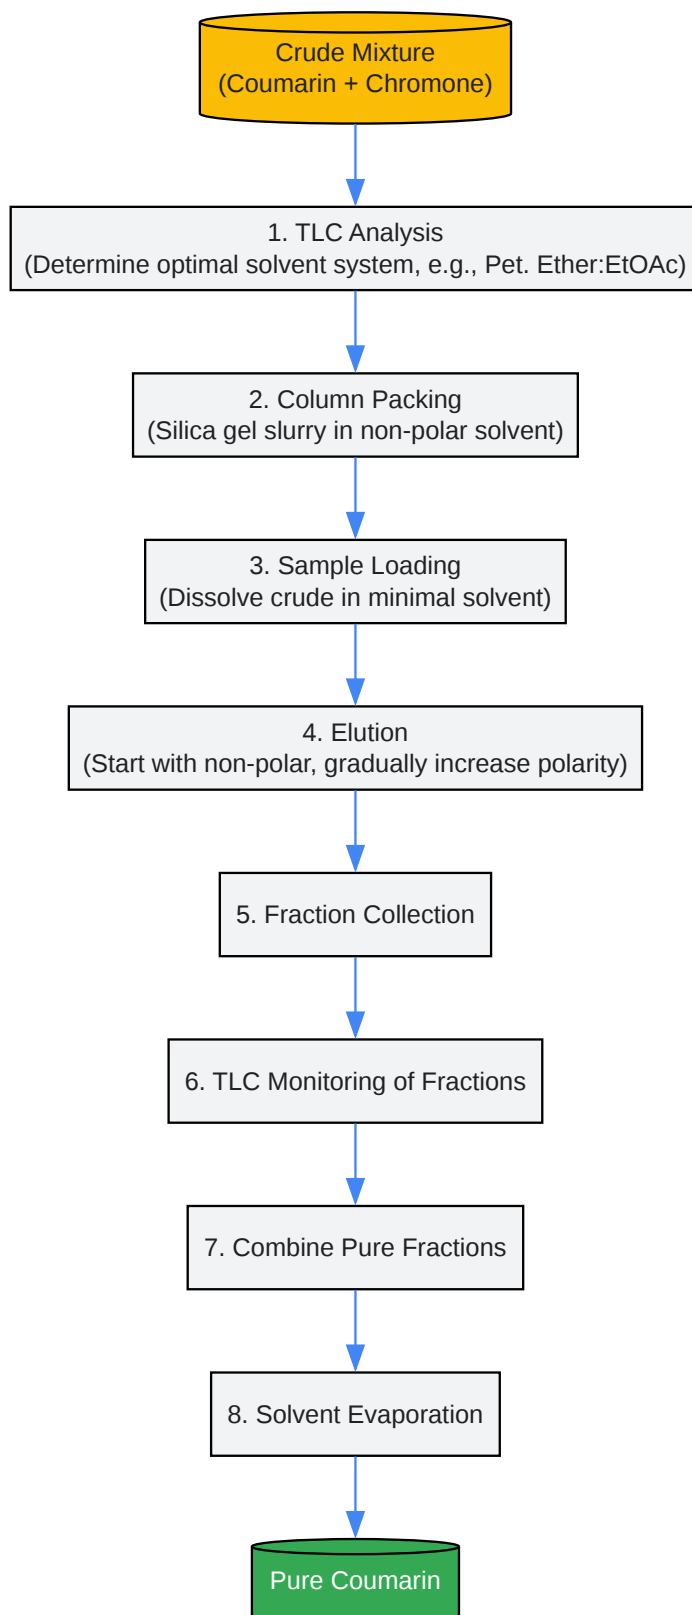 Crude Mixture
(Coumarin + Chromone)
1. TLC Analysis
(Determine optimal solvent system, e.g., Pet. Ether:EtOAc)
2. Column Packing
(Silica gel slurry in non-polar solvent)
3. Sample Loading
(Dissolve crude in minimal solvent)
4. Elution
(Start with non-polar, gradually increase polarity)
5. Fraction Collection
6. TLC Monitoring of Fractions
7. Combine Pure Fractions
8. Solvent Evaporation
Pure Coumarin